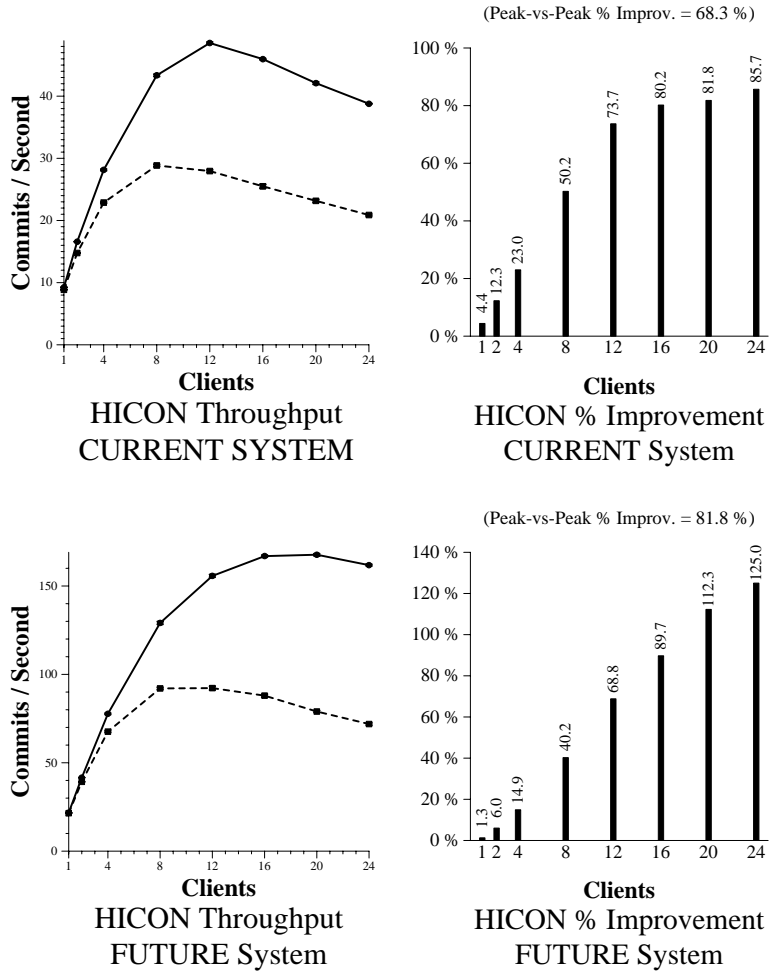 (Peak-vs-Peak % Improv. = 68.3 %)
Commits / Second
40
30
20
10
0
1 4 8 12 16 20 24
Clients
HICON Throughput
CURRENT SYSTEM
100 %
80 %
60 %
40 %
20 %
0 %
4.4
12.3
23.0
50.2
73.7
80.2
81.8
85.7
1 2 4 8 12 16 20 24
Clients
HICON % Improvement
CURRENT System
(Peak-vs-Peak % Improv. = 81.8 %)
Commits / Second
150
100
50
0
1 4 8 12 16 20 24
Clients
HICON Throughput
FUTURE System
140 %
120 %
100 %
80 %
60 %
40 %
20 %
0 %
1.3
6.0
14.9
40.2
68.8
89.7
112.3
125.0
1 2 4 8 12 16 20 24
Clients
HICON % Improvement
FUTURE System